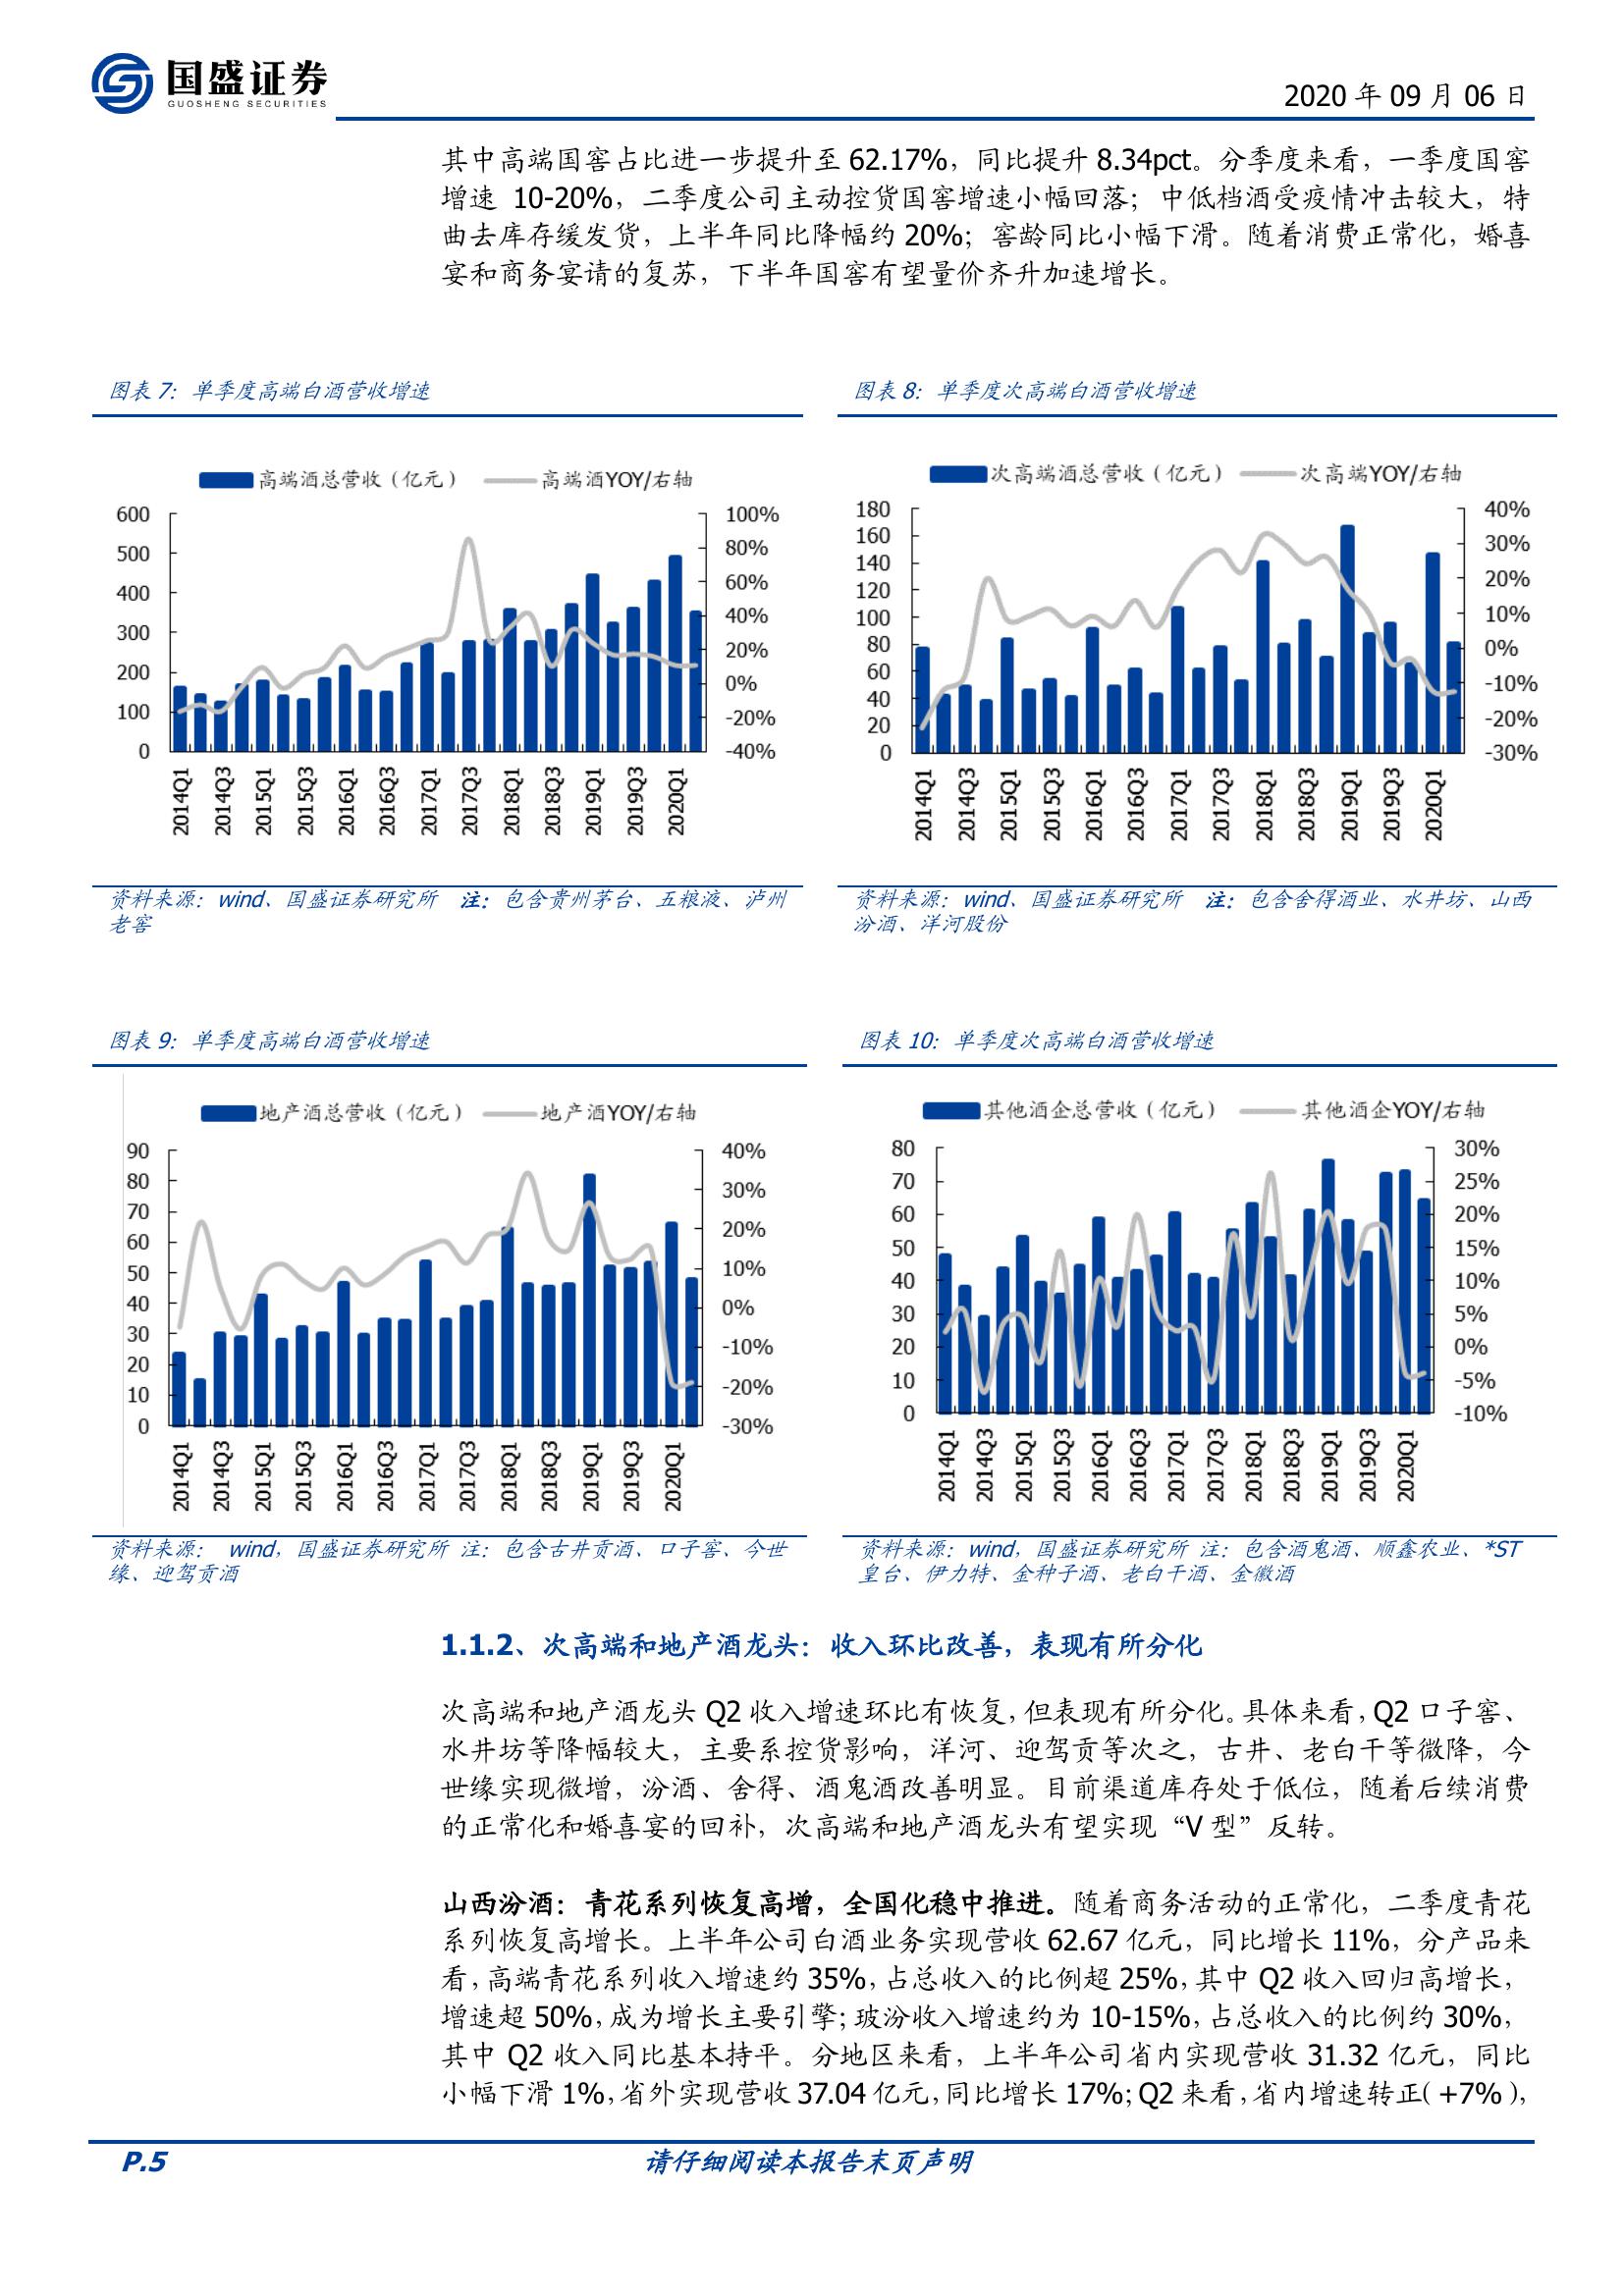 国盛证券
GUOSHENG SECURITIES
2020 年 09 月 06 日
其中高端国窖占比进一步提升至 62.17%，同比提升 8.34pct。分季度来看，一季度国窖
增速 10-20%，二季度公司主动控货国窖增速小幅回落；中低档酒受疫情冲击较大，特
曲去库存缓发货，上半年同比降幅约 20%；窖龄同比小幅下滑。随着消费正常化，婚喜
宴和商务宴请的复苏，下半年国窖有望量价齐升加速增长。
图表 7：单季度高端白酒营收增速
高端酒总营收（亿元） 高端酒YOY/右轴
600
500
400
300
200
100
0
100%
80%
60%
40%
20%
0%
-20%
-40%
2014Q1 2014Q3 2015Q1 2015Q3 2016Q1 2016Q3 2017Q1 2017Q3 2018Q1 2018Q3 2019Q1 2019Q3 2020Q1
资料来源：wind、国盛证券研究所 注：包含贵州茅台、五粮液、泸州
老窖
图表 8：单季度次高端白酒营收增速
次高端酒总营收（亿元） 次高端YOY/右轴
180
160
140
120
100
80
60
40
20
0
40%
30%
20%
10%
0%
-10%
-20%
-30%
2014Q1 2014Q3 2015Q1 2015Q3 2016Q1 2016Q3 2017Q1 2017Q3 2018Q1 2018Q3 2019Q1 2019Q3 2020Q1
资料来源：wind、国盛证券研究所 注：包含舍得酒业、水井坊、山西
汾酒、洋河股份
图表 9：单季度高端白酒营收增速
地产酒总营收（亿元） 地产酒YOY/右轴
90
80
70
60
50
40
30
20
10
0
40%
30%
20%
10%
0%
-10%
-20%
-30%
2014Q1 2014Q3 2015Q1 2015Q3 2016Q1 2016Q3 2017Q1 2017Q3 2018Q1 2018Q3 2019Q1 2019Q3 2020Q1
资料来源： wind，国盛证券研究所 注：包含古井贡酒、口子窖、今世
缘、迎驾贡酒
图表 10：单季度次高端白酒营收增速
其他酒企总营收（亿元） 其他酒企YOY/右轴
80
70
60
50
40
30
20
10
0
30%
25%
20%
15%
10%
5%
0%
-5%
-10%
2014Q1 2014Q3 2015Q1 2015Q3 2016Q1 2016Q3 2017Q1 2017Q3 2018Q1 2018Q3 2019Q1 2019Q3 2020Q1
资料来源：wind，国盛证券研究所 注：包含酒鬼酒、顺鑫农业、*ST
皇台、伊力特、金种子酒、老白干酒、金徽酒
1.1.2、次高端和地产酒龙头：收入环比改善，表现有所分化
次高端和地产酒龙头 Q2 收入增速环比有恢复，但表现有所分化。具体来看，Q2 口子窖、
水井坊等降幅较大，主要系控货影响，洋河、迎驾贡等次之，古井、老白干等微降，今
世缘实现微增，汾酒、舍得、酒鬼酒改善明显。目前渠道库存处于低位，随着后续消费
的正常化和婚喜宴的回补，次高端和地产酒龙头有望实现“V 型”反转。
山西汾酒：青花系列恢复高增，全国化稳中推进。随着商务活动的正常化，二季度青花
系列恢复高增长。上半年公司白酒业务实现营收 62.67 亿元，同比增长 11%，分产品来
看，高端青花系列收入增速约 35%，占总收入的比例超 25%，其中 Q2 收入回归高增长，
增速超 50%，成为增长主要引擎；玻汾收入增速约为 10-15%，占总收入的比例约 30%，
其中 Q2 收入同比基本持平。分地区来看，上半年公司省内实现营收 31.32 亿元，同比
小幅下滑 1%，省外实现营收 37.04 亿元，同比增长 17%；Q2 来看，省内增速转正（+7%），
P.5
请仔细阅读本报告末页声明